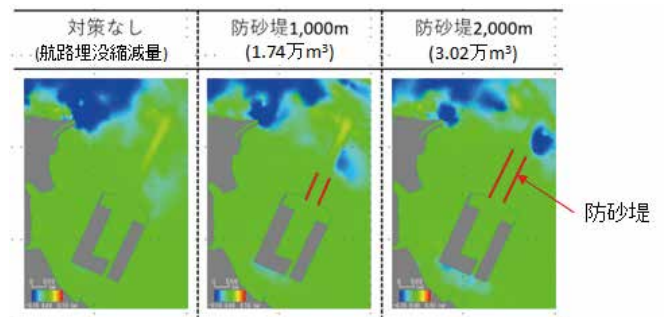 対策なし
(航路埋没縮減量)
防砂堤1,000m
(1.74万m³)
防砂堤2,000m
(3.02万m³)
防砂堤